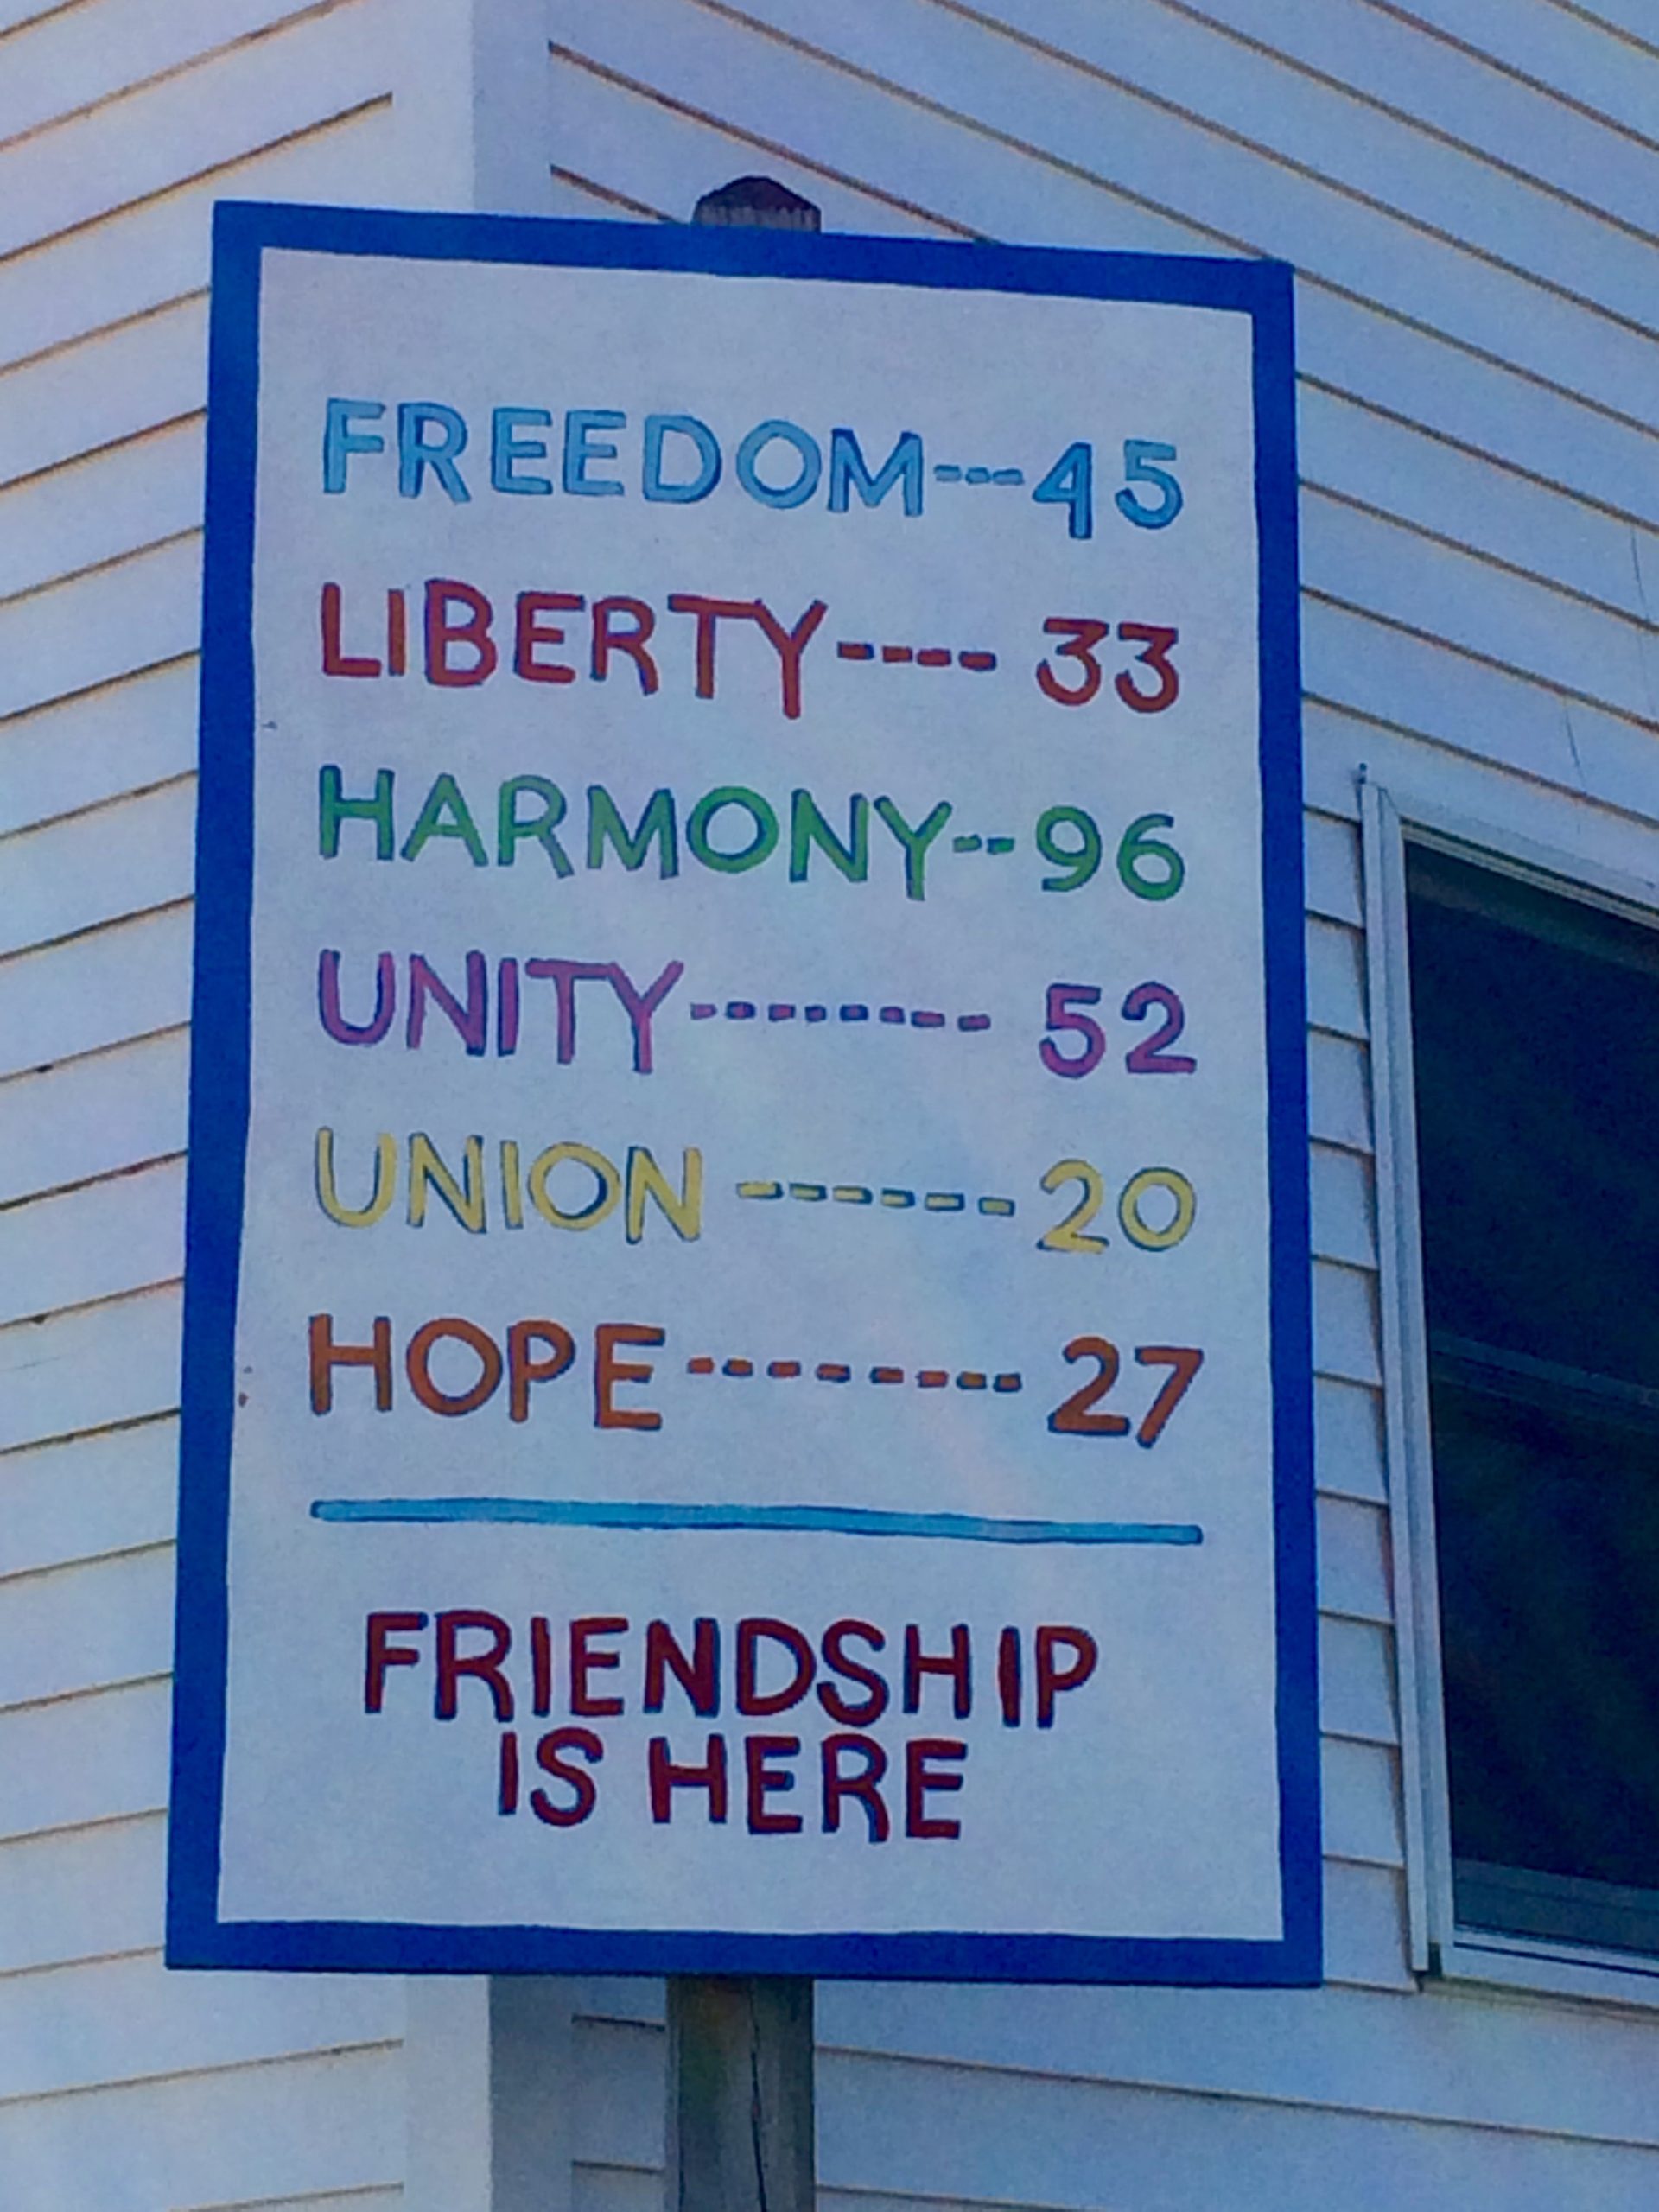 FREEDOM---45
LIBERTY---- 33
HARMONY--96
UNITY-------- 52
UNION ------ 20
HOPE-------- 27
FRIENDSHIP
IS HERE